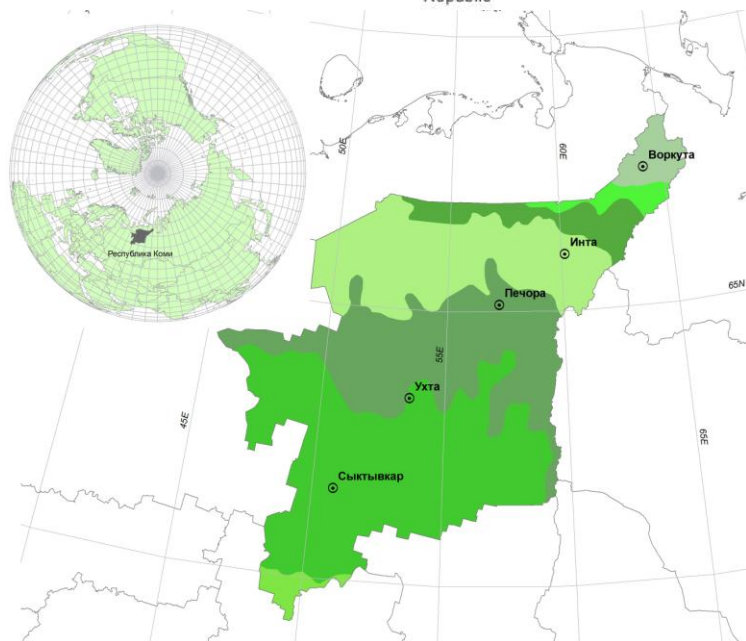 Республика Коми
50E
60E
Воркута
Инта
65N
Печора
55E
Ухта
45E
65E
Сыктывкар